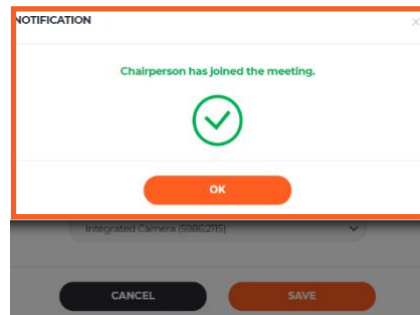 NOTIFICATION
×
Chairperson has joined the meeting.
OK
Integrated Camera (5986:2115)
CANCEL
SAVE